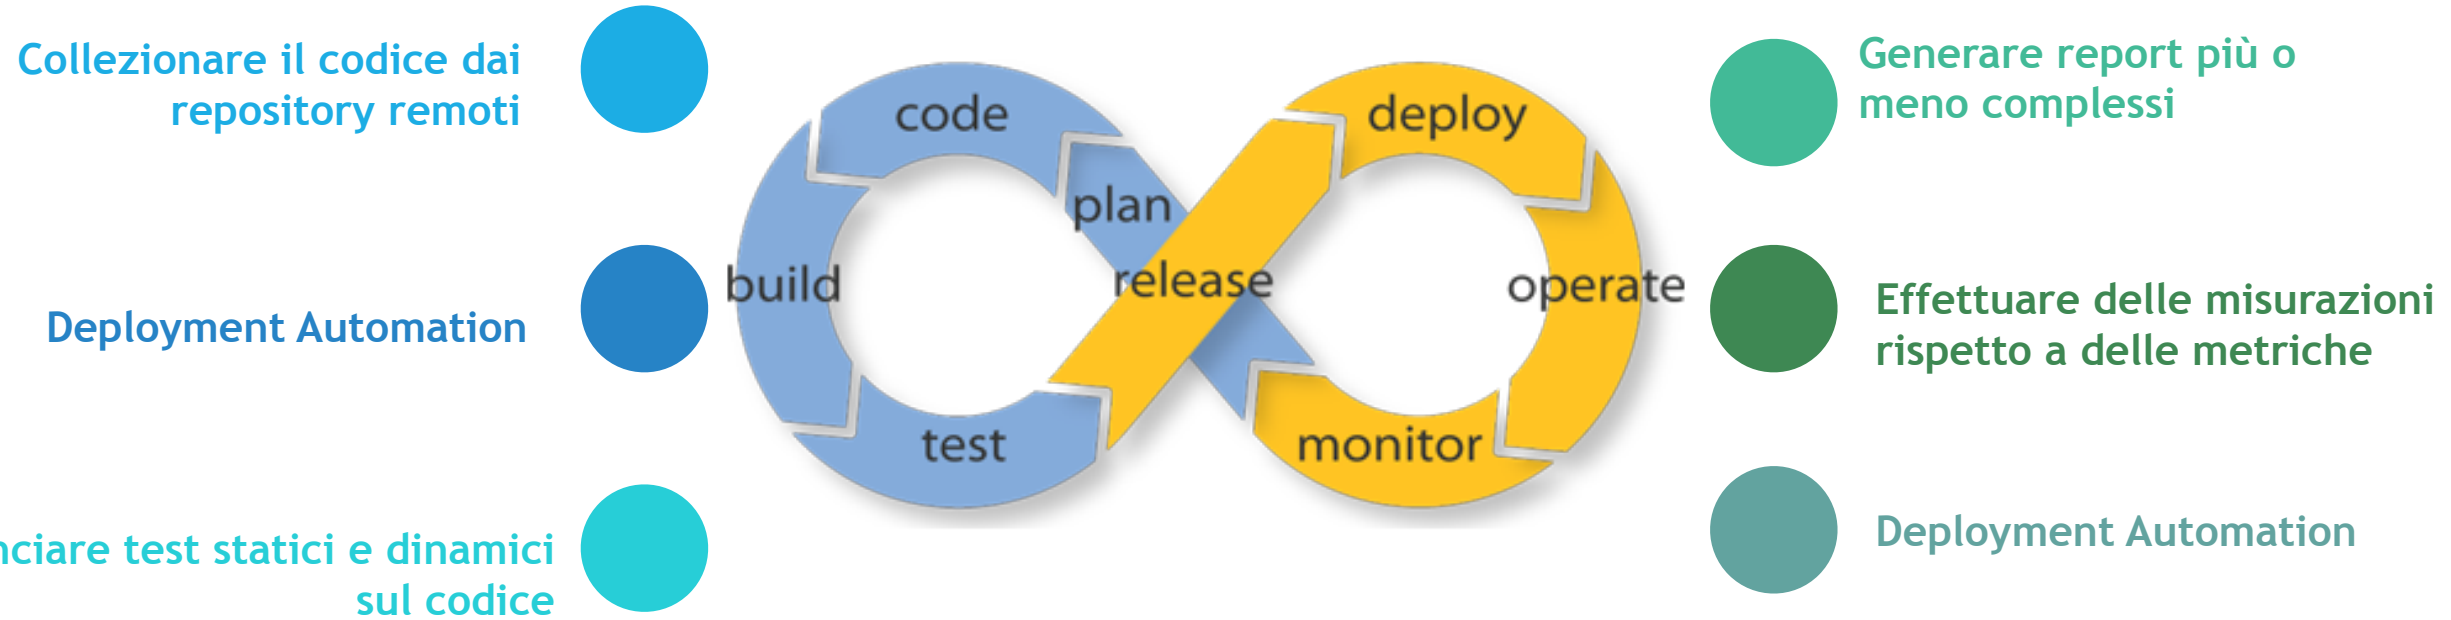 Collezionare il codice dai
repository remoti
Deployment Automation
test statici e dinamici
sul codice
code
plan
build
test
release
deploy
operate
monitor
Generare report più o
meno complessi
Effettuare delle misurazioni
rispetto a delle metriche
Deployment Automation